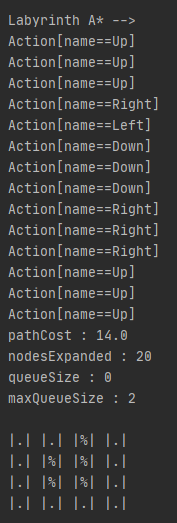 Labyrinth A* -->
Action[name==Up]
Action[name==Up]
Action[name==Up]
Action[name==Right]
Action[name==Left]
Action[name==Down]
Action[name==Down]
Action[name==Down]
Action[name==Right]
Action[name==Right]
Action[name==Right]
Action[name==Up]
Action[name==Up]
Action[name==Up]
pathCost : 14.0
nodesExpanded : 20
queueSize : 0
maxQueueSize : 2
|.| |.| |%| |.|
|.| |%| |%| |.|
|.| |%| |%| |.|
|.| |.| |.| |.|